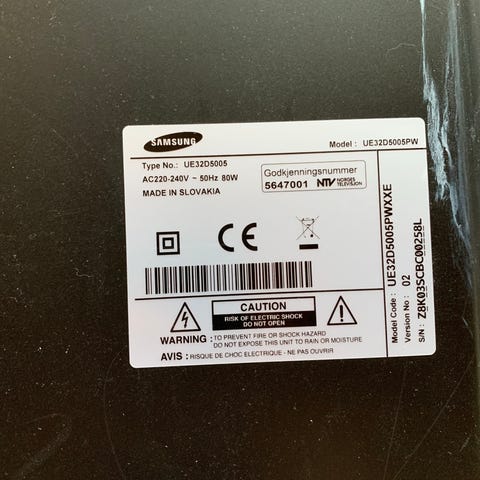 SAMSUNG
Model : UE32D5005PW
Type No.: UE32D5005
AC220-240V ~ 50Hz 80W
MADE IN SLOVAKIA
Godkjenningsnummer
5647001 NTV NORGES
TELEVISJON
CE
CAUTION
RISK OF ELECTRIC SHOCK
DO NOT OPEN
WARNING : TO PREVENT FIRE OR SHOCK HAZARD
DO NOT EXPOSE THIS UNIT TO RAIN OR MOISTURE
AVIS : RISQUE DE CHOC ELECTRIQUE - NE PAS OUVRIR
Model Code : UE32D5005PWXXE
Version No : 02
S/N : Z8K03SCBC00258L